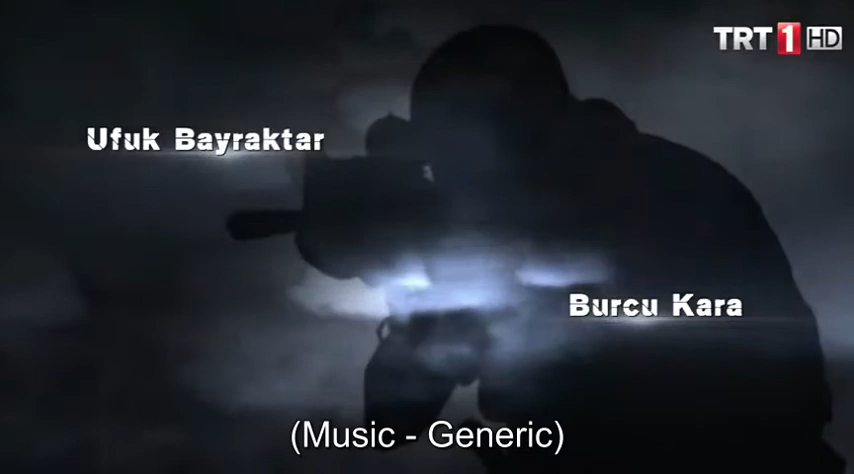 TRT 1 HD
Ufuk Bayraktar
Burcu Kara
(Music - Generic)